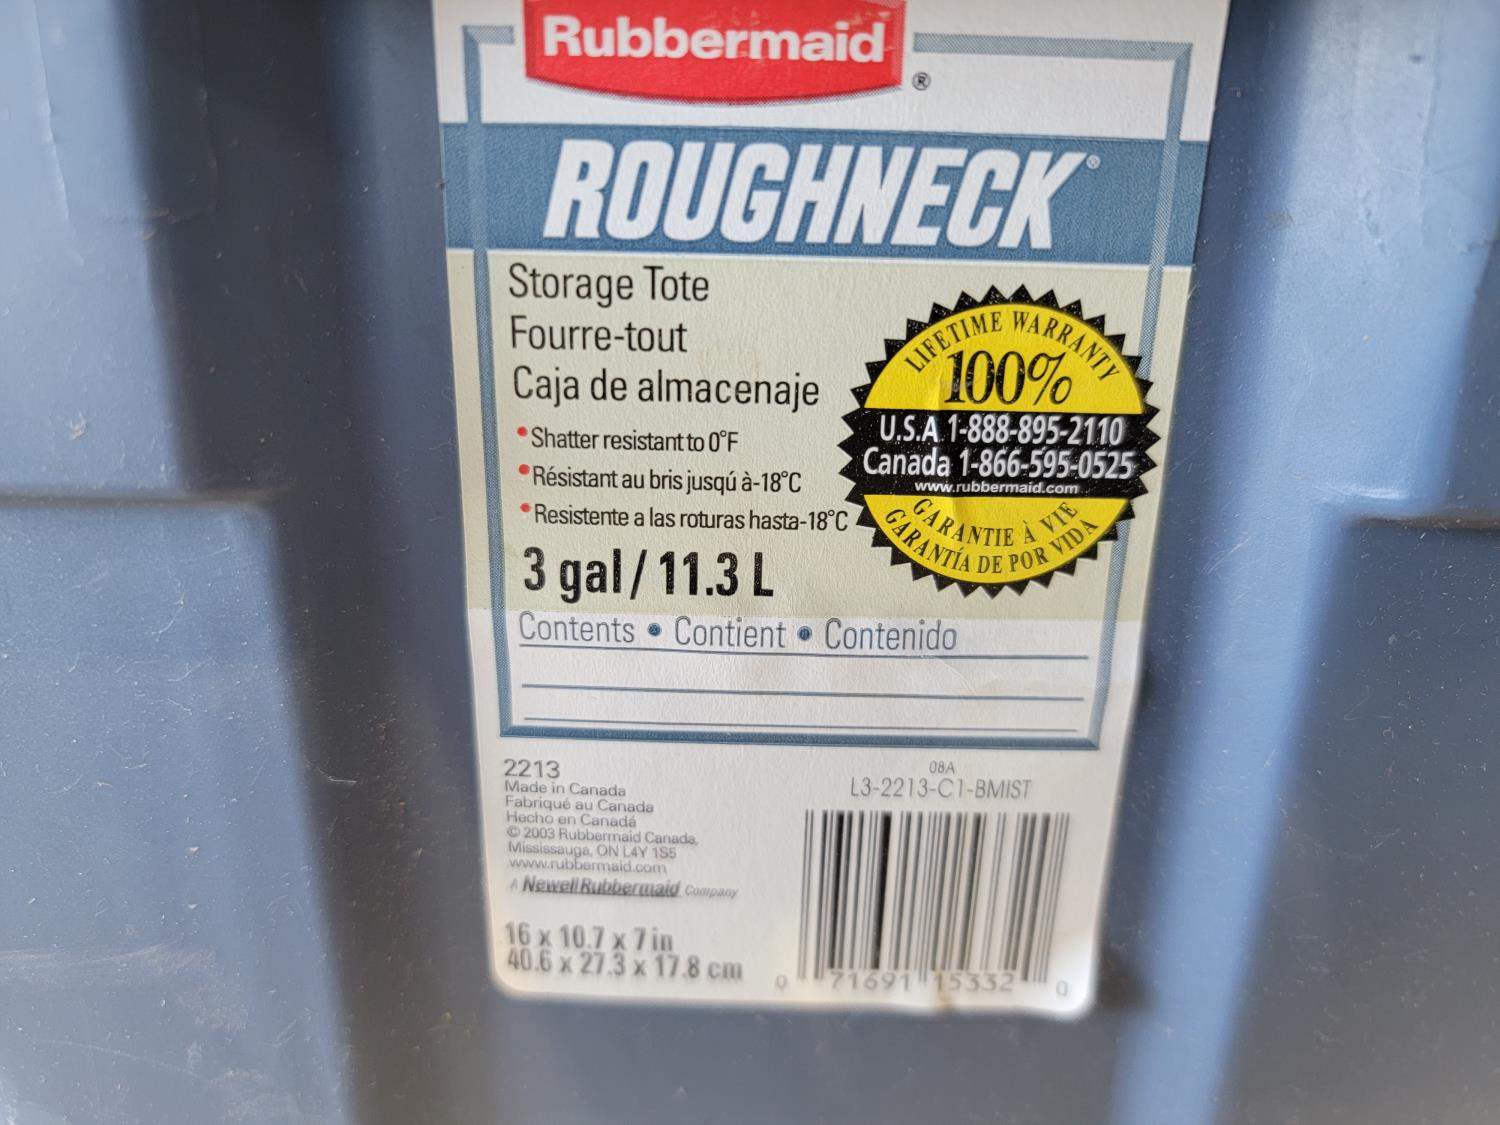 Rubbermaid
®
ROUGHNECK®
Storage Tote
Fourre-tout
Caja de almacenaje
• Shatter resistant to 0°F
• Résistant au bris jusqú à-18°C
• Resistente a las roturas hasta-18°C
3 gal / 11.3 L
LIFETIME WARRANTY
100%
U.S.A 1-888-895-2110
Canada 1-866-595-0525
www.rubbermaid.com
GARANTIE À VIE
GARANTÍA DE POR VIDA
Contents • Contient • Contenido
2213
Made in Canada
Fabriqué au Canada
Hecho en Canadá
© 2003 Rubbermaid Canada,
Mississauga, ON L4Y 1S5
www.rubbermaid.com
A Newell Rubbermaid Company
16 x 10.7 x 7 in
40.6 x 27.3 x 17.8 cm
08A
L3-2213-C1-BMIST
0 71691 15332 0